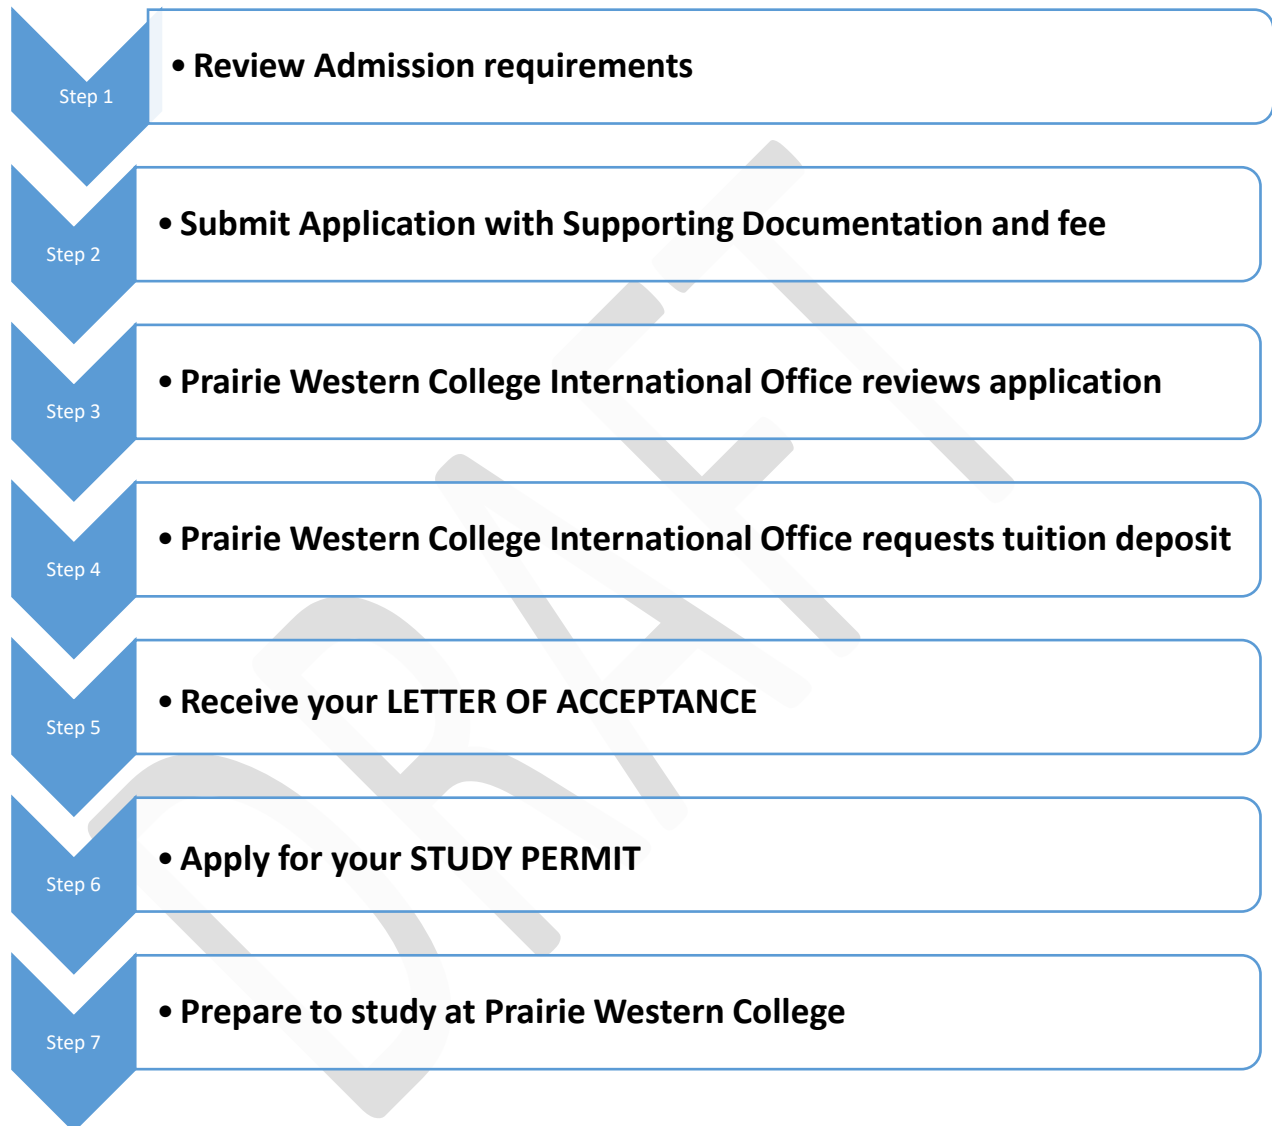 Step 1
• Review Admission requirements
Step 2
• Submit Application with Supporting Documentation and fee
Step 3
• Prairie Western College International Office reviews application
Step 4
• Prairie Western College International Office requests tuition deposit
Step 5
• Receive your LETTER OF ACCEPTANCE
Step 6
• Apply for your STUDY PERMIT
Step 7
• Prepare to study at Prairie Western College
DRAFT